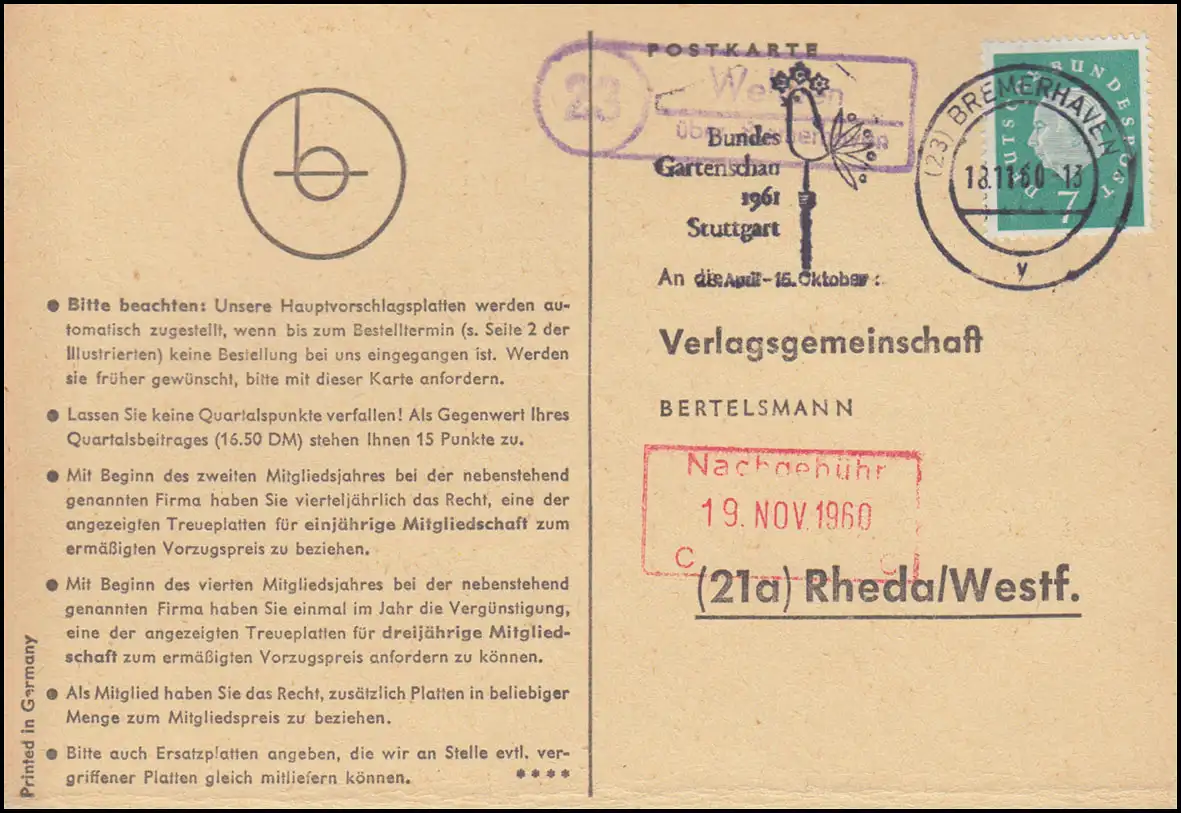 ● Bitte beachten: Unsere Hauptvorschlagsplatten werden au-
tomatisch zugestellt, wenn bis zum Bestelltermin (s. Seite 2 der
Illustrierten) keine Bestellung bei uns eingegangen ist. Werden
sie früher gewünscht, bitte mit dieser Karte anfordern.
● Lassen Sie keine Quartalspunkte verfallen! Als Gegenwert Ihres
Quartalsbeitrages (16.50 DM) stehen Ihnen 15 Punkte zu.
● Mit Beginn des zweiten Mitgliedsjahres bei der nebenstehend
genannten Firma haben Sie vierteljährlich das Recht, eine der
angezeigten Treueplatten für einjährige Mitgliedschaft zum
ermäßigten Vorzugspreis zu beziehen.
● Mit Beginn des vierten Mitgliedsjahres bei der nebenstehend
genannten Firma haben Sie einmal im Jahr die Vergünstigung,
eine der angezeigten Treueplatten für dreijährige Mitglied-
schaft zum ermäßigten Vorzugspreis anfordern zu können.
● Als Mitglied haben Sie das Recht, zusätzlich Platten in beliebiger
Menge zum Mitgliedspreis zu beziehen.
● Bitte auch Ersatzplatten angeben, die wir an Stelle evtl. ver-
griffener Platten gleich mitliefern können. ****
Printed in Germany
POSTKARTE
23
über
Bundes
Gartenschau
1961
Stuttgart
April - 15. Oktober
(23) BREMERHAVEN
18.11.60-13
y
DEUTSCHE BUNDESPOST
7
An die
Verlagsgemeinschaft
BERTELSMANN
Nachgebühr
19. NOV. 1960
C C
(21a) Rheda/Westf.